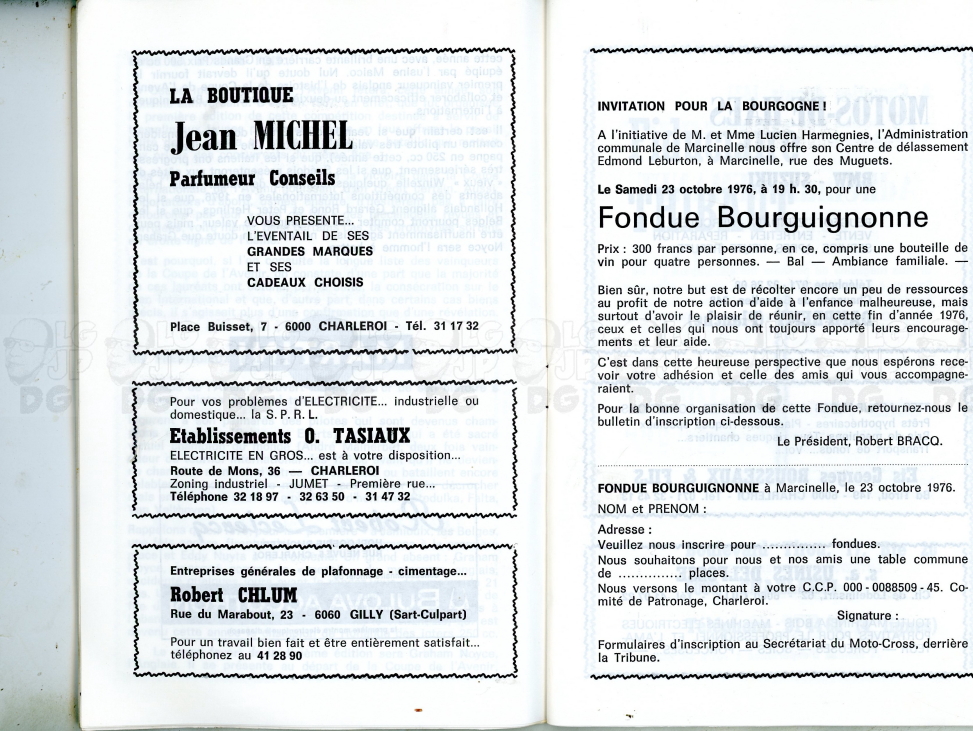 LA BOUTIQUE
Jean MICHEL
Parfumeur Conseils
VOUS PRESENTE...
L'EVENTAIL DE SES
GRANDES MARQUES
ET SES
CADEAUX CHOISIS
Place Buisset, 7 - 6000 CHARLEROI - Tél. 31 17 32
Pour vos problèmes d'ELECTRICITE... industrielle ou
domestique... la S. P. R. L.
Etablissements O. TASIAUX
ELECTRICITE EN GROS... est à votre disposition...
Route de Mons, 36 — CHARLEROI
Zoning industriel - JUMET - Première rue...
Téléphone 32 18 97 - 32 63 50 - 31 47 32
Entreprises générales de plafonnage - cimentage...
Robert CHLUM
Rue du Marabout, 23 - 6060 GILLY (Sart-Culpart)
Pour un travail bien fait et être entièrement satisfait...
téléphonez au 41 28 90
INVITATION POUR LA BOURGOGNE!
A l'initiative de M. et Mme Lucien Harmegnies, l'Administration
communale de Marcinelle nous offre son Centre de délassement
Edmond Leburton, à Marcinelle, rue des Muguets.
Le Samedi 23 octobre 1976, à 19 h. 30, pour une
Fondue Bourguignonne
Prix : 300 francs par personne, en ce, compris une bouteille de
vin pour quatre personnes. — Bal — Ambiance familiale. —
Bien sûr, notre but est de récolter encore un peu de ressources
au profit de notre action d'aide à l'enfance malheureuse, mais
surtout d'avoir le plaisir de réunir, en cette fin d'année 1976,
ceux et celles qui nous ont toujours apporté leurs encourage-
ments et leur aide.
C'est dans cette heureuse perspective que nous espérons rece-
voir votre adhésion et celle des amis qui vous accompagne-
raient.
Pour la bonne organisation de cette Fondue, retournez-nous le
bulletin d'inscription ci-dessous.
Le Président, Robert BRACQ.
FONDUE BOURGUIGNONNE à Marcinelle, le 23 octobre 1976.
NOM et PRENOM :
Adresse :
Veuillez nous inscrire pour ............... fondues.
Nous souhaitons pour nous et nos amis une table commune
de ............... places.
Nous versons le montant à votre C.C.P. 000-0088509-45. Co-
mité de Patronage, Charleroi.
Signature :
Formulaires d'inscription au Secrétariat du Moto-Cross, derrière
la Tribune.